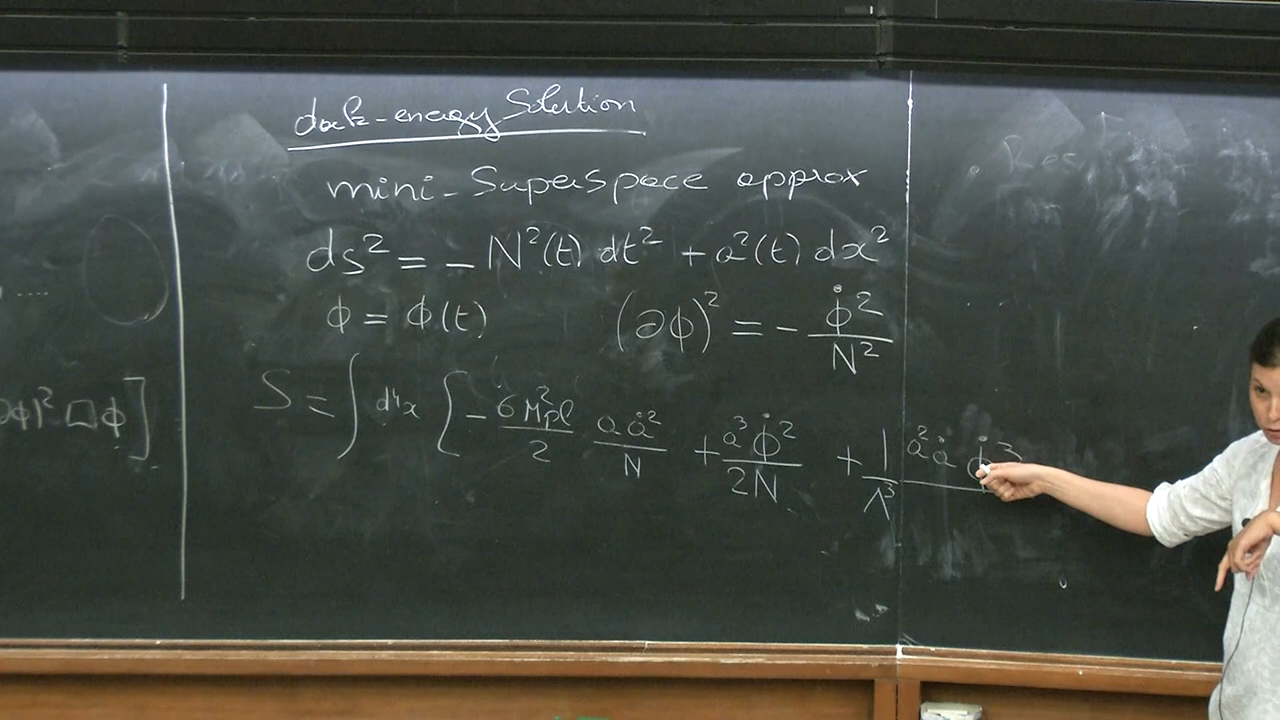 dark-energy Solution
mini-Superspace approx
ds² = - N²(t) dt² + a²(t) dx²
ϕ = ϕ(t) (∂ϕ)² = - ϕ̇²/N²
S = ∫ d⁴x [ - 6 M²pl/2 aȧ²/N + a³ϕ̇²/2N + 1/Λ³ a²ȧ ϕ̇³
ϕ)² □ϕ ]
Rec